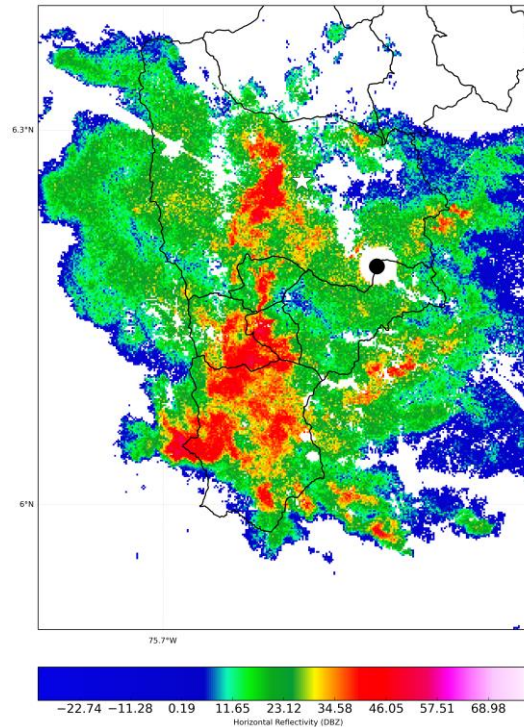 6.3°N
6°N
75.7°W
−22.74 −11.28 0.19 11.65 23.12 34.58 46.05 57.51 68.98
Horizontal Reflectivity (DBZ)